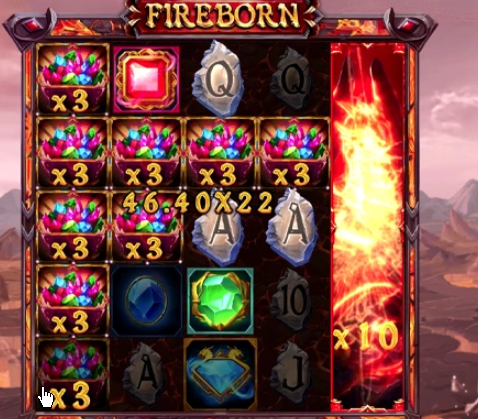 FIREBORN
x3 Q Q
x3 x3 x3 x3
46.40X22
x3 x3 A A
x3 10 x10
x3 A J